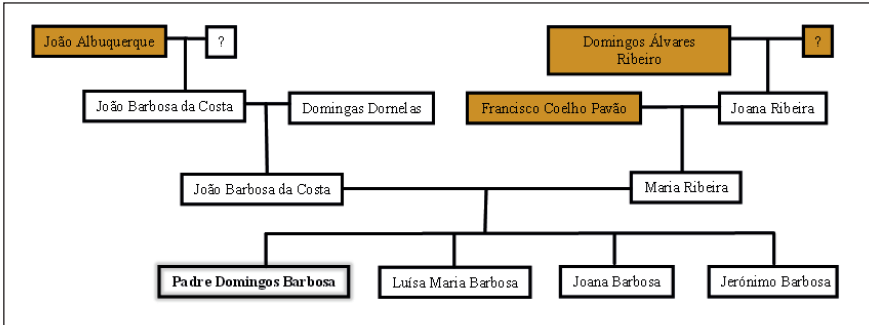 João Albuquerque
?
Domingos Álvares
Ribeiro
?
João Barbosa da Costa
Domingas Dornelas
Francisco Coelho Pavão
Joana Ribeira
João Barbosa da Costa
Maria Ribeira
Padre Domingos Barbosa
Luísa Maria Barbosa
Joana Barbosa
Jerónimo Barbosa